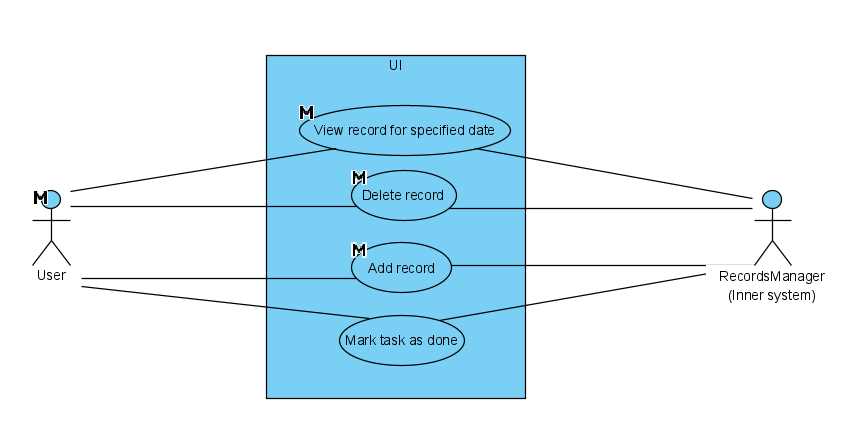 UI
M
View record for specified date
M
Delete record
M
User
M
Add record
RecordsManager
(Inner system)
Mark task as done